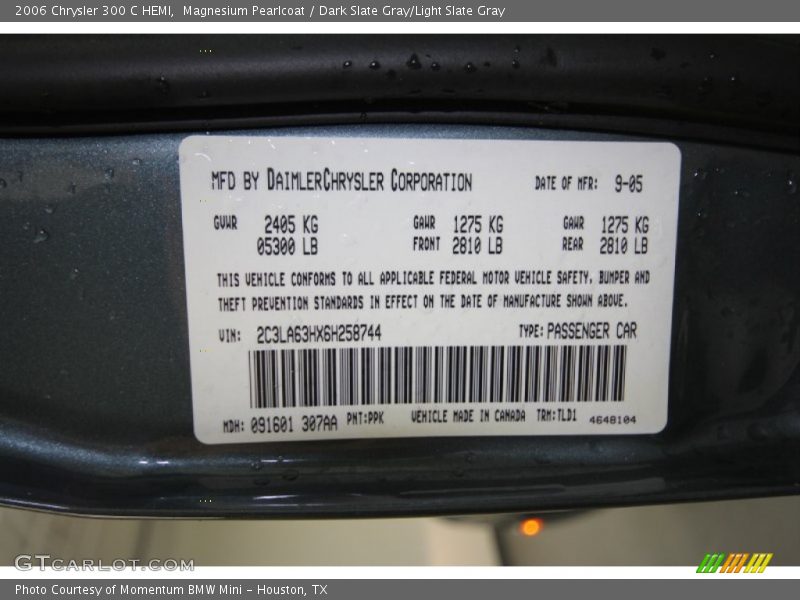 2006 Chrysler 300 C HEMI,  Magnesium Pearlcoat / Dark Slate Gray/Light Slate Gray
MFD BY DAIMLERCHRYSLER CORPORATION DATE OF MFR: 9-05
GVWR 2405 KG GAWR 1275 KG GAWR 1275 KG
05300 LB FRONT 2810 LB REAR 2810 LB
THIS VEHICLE CONFORMS TO ALL APPLICABLE FEDERAL MOTOR VEHICLE SAFETY, BUMPER AND
THEFT PREVENTION STANDARDS IN EFFECT ON THE DATE OF MANUFACTURE SHOWN ABOVE.
VIN: 2C3LA63HX6H258744 TYPE: PASSENGER CAR
MDH: 091601 307AA PNT:PPK VEHICLE MADE IN CANADA TRM:TLD1 4648104
GTCARLOT.COM
Photo Courtesy of Momentum BMW Mini - Houston, TX